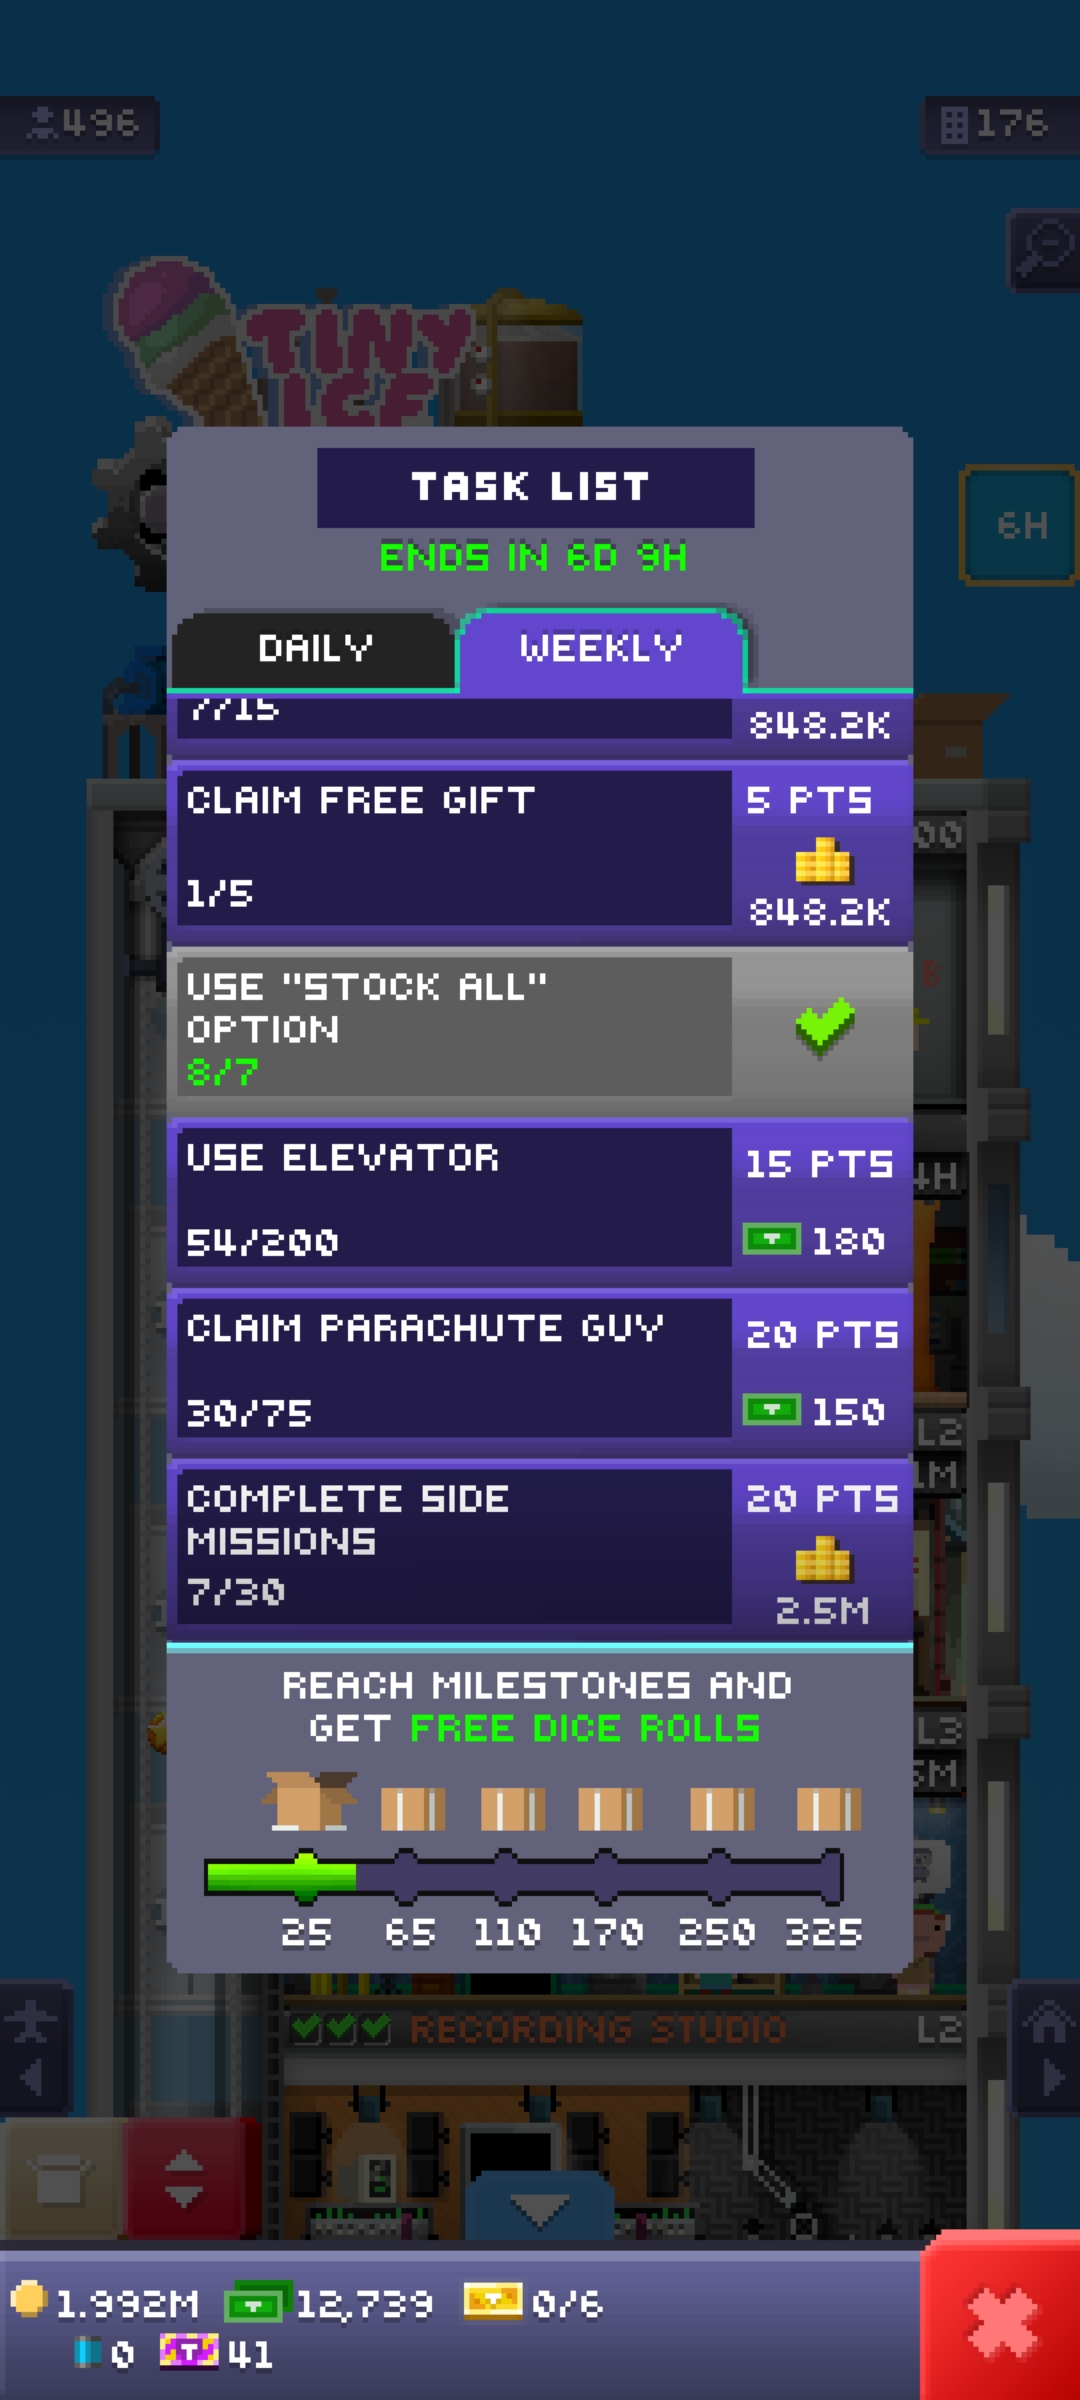 496
176
TINY
ICE
TASK LIST
ENDS IN 6D 9H
6H
DAILY
WEEKLY
7/15
848.2K
CLAIM FREE GIFT
5 PTS
1/5
848.2K
USE "STOCK ALL"
OPTION
8/7
USE ELEVATOR
15 PTS
54/200
180
4H
CLAIM PARACHUTE GUY
20 PTS
30/75
150
L2
1M
COMPLETE SIDE
20 PTS
MISSIONS
7/30
2.5M
REACH MILESTONES AND
GET FREE DICE ROLLS
L3
25
65
110
170
250
325
RECORDING STUDIO
L2
1.992M
12,739
0/6
0
41